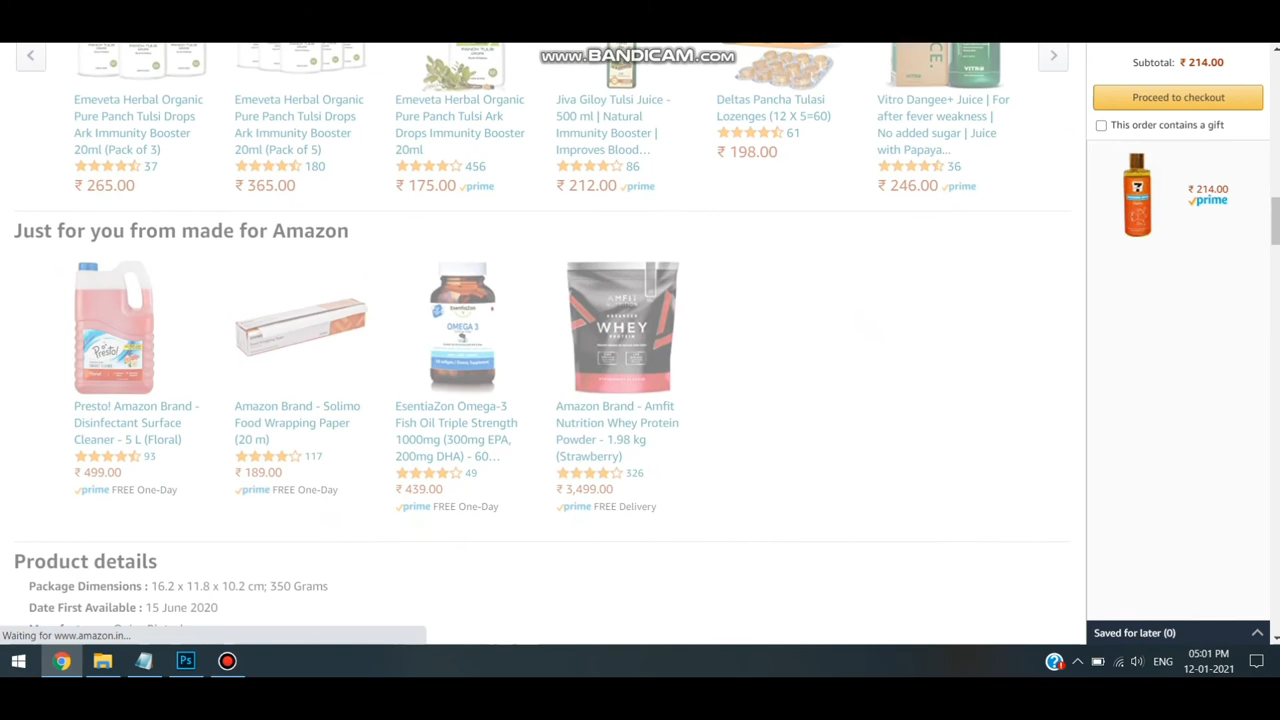 www.BANDICAM.com
Subtotal: ₹ 214.00
Proceed to checkout
This order contains a gift
₹ 214.00
prime
Emeveta Herbal Organic
Pure Panch Tulsi Drops
Ark Immunity Booster
20ml (Pack of 3)
37
₹ 265.00
Emeveta Herbal Organic
Pure Panch Tulsi Drops
Ark Immunity Booster
20ml (Pack of 5)
180
₹ 365.00
Emeveta Herbal Organic
Pure Panch Tulsi Ark
Drops Immunity Booster
20ml
456
₹ 175.00 prime
Jiva Giloy Tulsi Juice -
500 ml | Natural
Immunity Booster |
Improves Blood…
86
₹ 212.00 prime
Deltas Pancha Tulasi
Lozenges (12 X 5=60)
61
₹ 198.00
Vitro Dangee+ Juice | For
after fever weakness |
No added sugar | Juice
with Papaya...
36
₹ 246.00 prime
Just for you from made for Amazon
Presto!
OMEGA 3
AMFIT
WHEY
Presto! Amazon Brand -
Disinfectant Surface
Cleaner - 5 L (Floral)
93
₹ 499.00
prime FREE One-Day
Amazon Brand - Solimo
Food Wrapping Paper
(20 m)
117
₹ 189.00
prime FREE One-Day
EsentiaZon Omega-3
Fish Oil Triple Strength
1000mg (300mg EPA,
200mg DHA) - 60…
49
₹ 439.00
prime FREE One-Day
Amazon Brand - Amfit
Nutrition Whey Protein
Powder - 1.98 kg
(Strawberry)
326
₹ 3,499.00
prime FREE Delivery
Product details
Package Dimensions : 16.2 x 11.8 x 10.2 cm; 350 Grams
Date First Available : 15 June 2020
Waiting for www.amazon.in...
Saved for later (0)
Ps
ENG
05:01 PM
12-01-2021